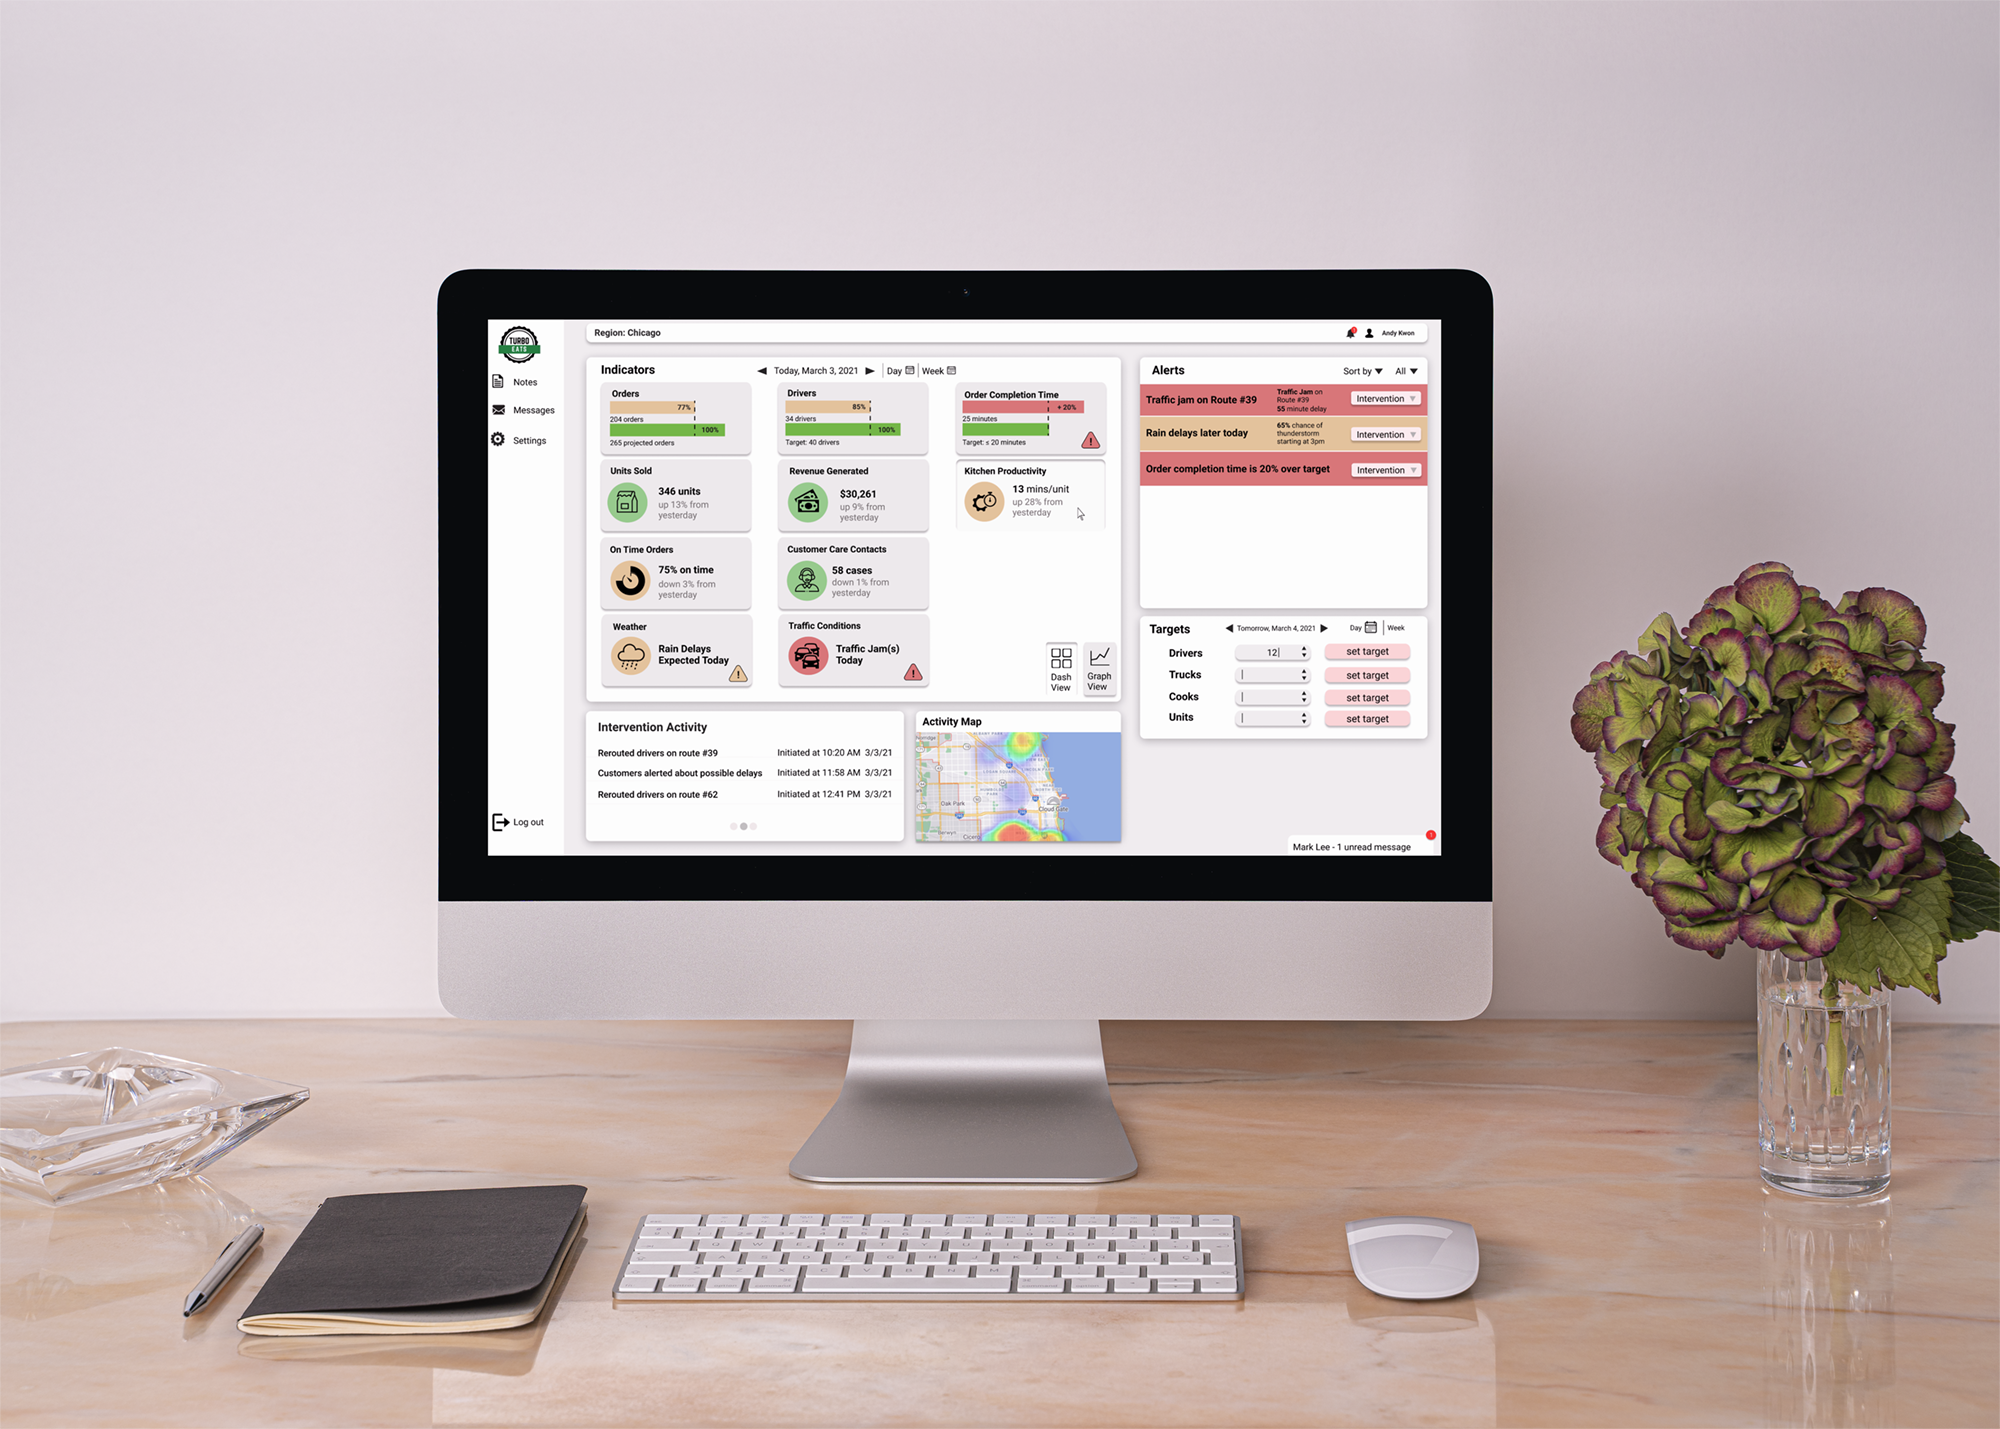 TURBO
EATS
Notes
Messages
Settings
Log out
Region: Chicago
Andy Kwon
Indicators
Today, March 3, 2021
Day
Week
Orders
77%
204 orders
100%
265 projected orders
Drivers
85%
34 drivers
100%
Target: 40 drivers
Order Completion Time
+ 20%
25 minutes
Target: ≤ 20 minutes
Units Sold
346 units
up 13% from
yesterday
Revenue Generated
$30,261
up 9% from
yesterday
Kitchen Productivity
13 mins/unit
up 28% from
yesterday
On Time Orders
75% on time
down 3% from
yesterday
Customer Care Contacts
58 cases
down 1% from
yesterday
Weather
Rain Delays
Expected Today
Traffic Conditions
Traffic Jam(s)
Today
Dash
View
Graph
View
Intervention Activity
Rerouted drivers on route #39 Initiated at 10:20 AM 3/3/21
Customers alerted about possible delays Initiated at 11:58 AM 3/3/21
Rerouted drivers on route #62 Initiated at 12:41 PM 3/3/21
Activity Map
Oak Park
Cloud Gate
Berwyn
Cicero
Alerts
Sort by
All
Traffic jam on Route #39
Traffic Jam on
Route #39
55 minute delay
Intervention
Rain delays later today
65% chance of
thunderstorm
starting at 3pm
Intervention
Order completion time is 20% over target
Intervention
Targets
Tomorrow, March 4, 2021
Day
Week
Drivers 12 set target
Trucks set target
Cooks set target
Units set target
Mark Lee - 1 unread message